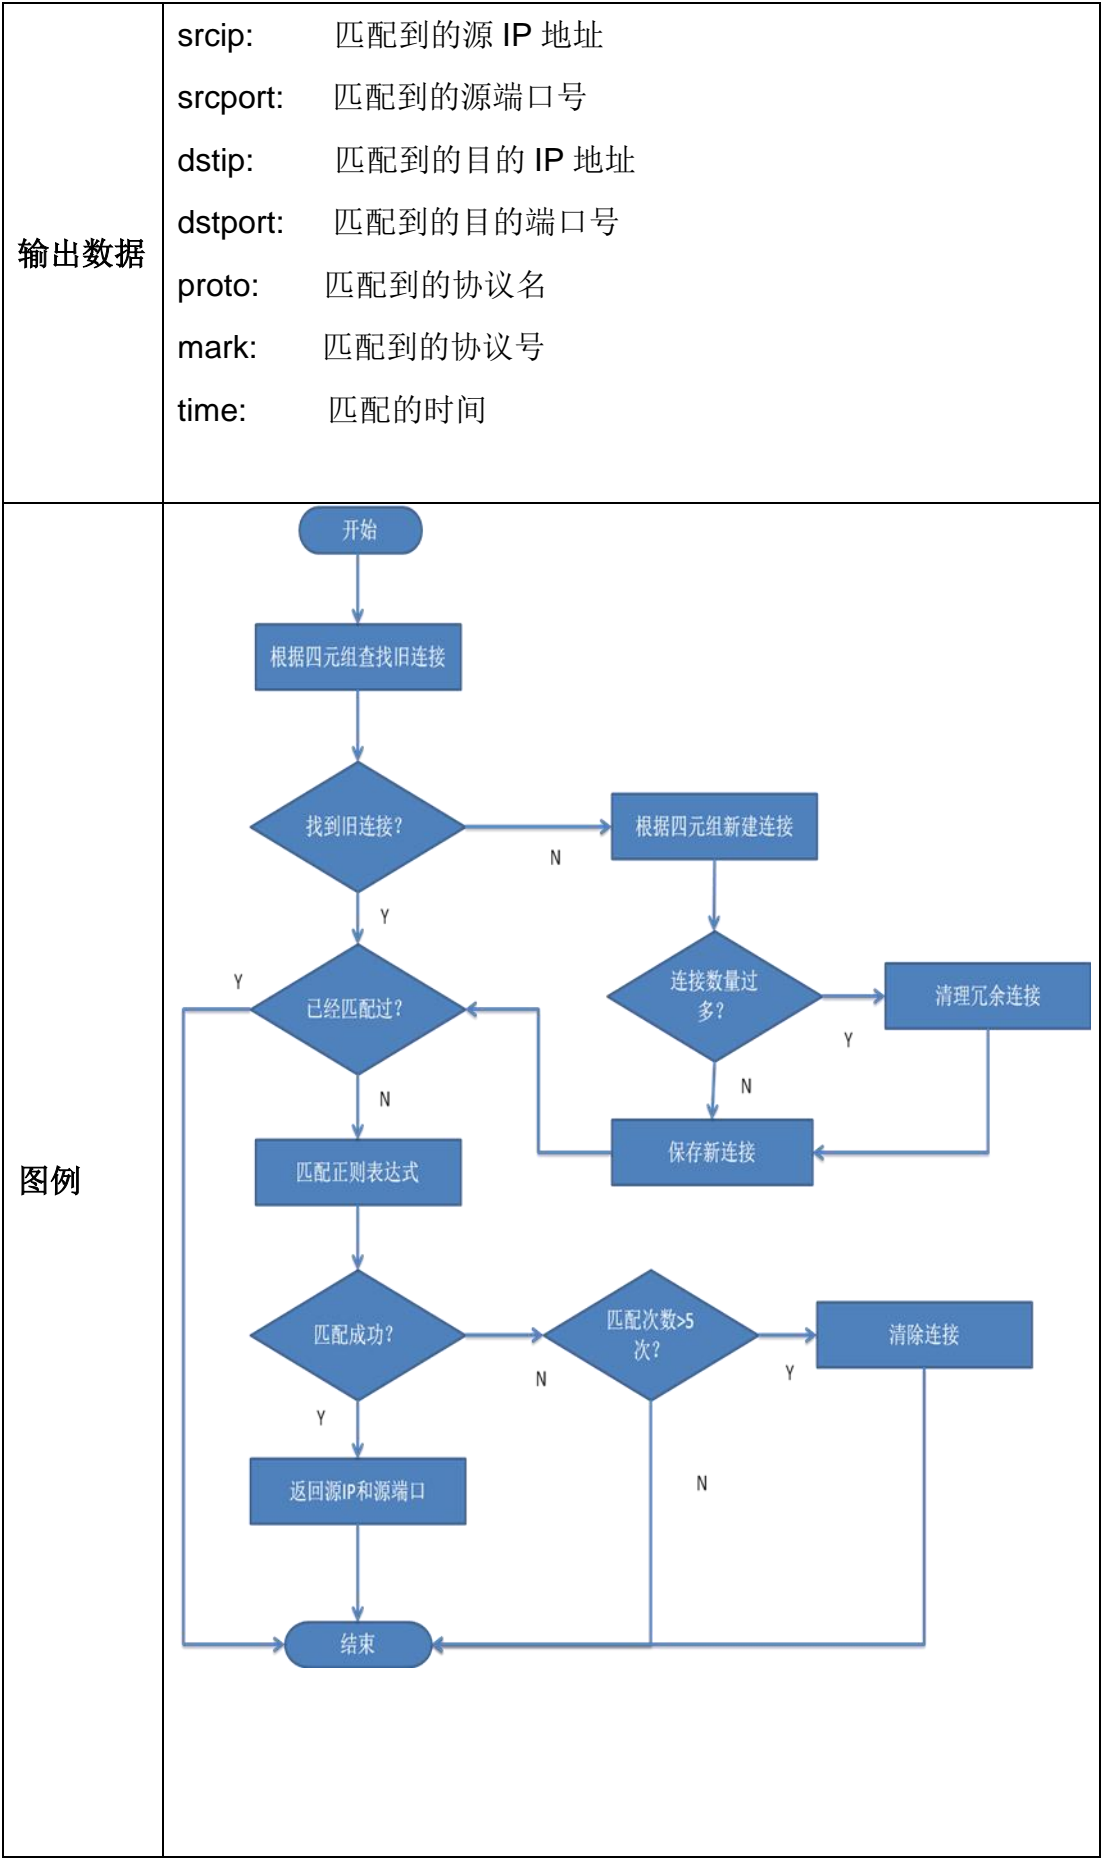 输出数据
srcip: 匹配到的源 IP 地址
srcport: 匹配到的源端口号
dstip: 匹配到的目的 IP 地址
dstport: 匹配到的目的端口号
proto: 匹配到的协议名
mark: 匹配到的协议号
time: 匹配的时间
图例
开始
根据四元组查找旧连接
找到旧连接?
N
根据四元组新建连接
Y
连接数量过
多?
Y
清理冗余连接
N
保存新连接
已经匹配过?
Y
N
匹配正则表达式
匹配成功?
N
匹配次数>5
次?
Y
清除连接
Y
N
返回源IP和源端口
结束